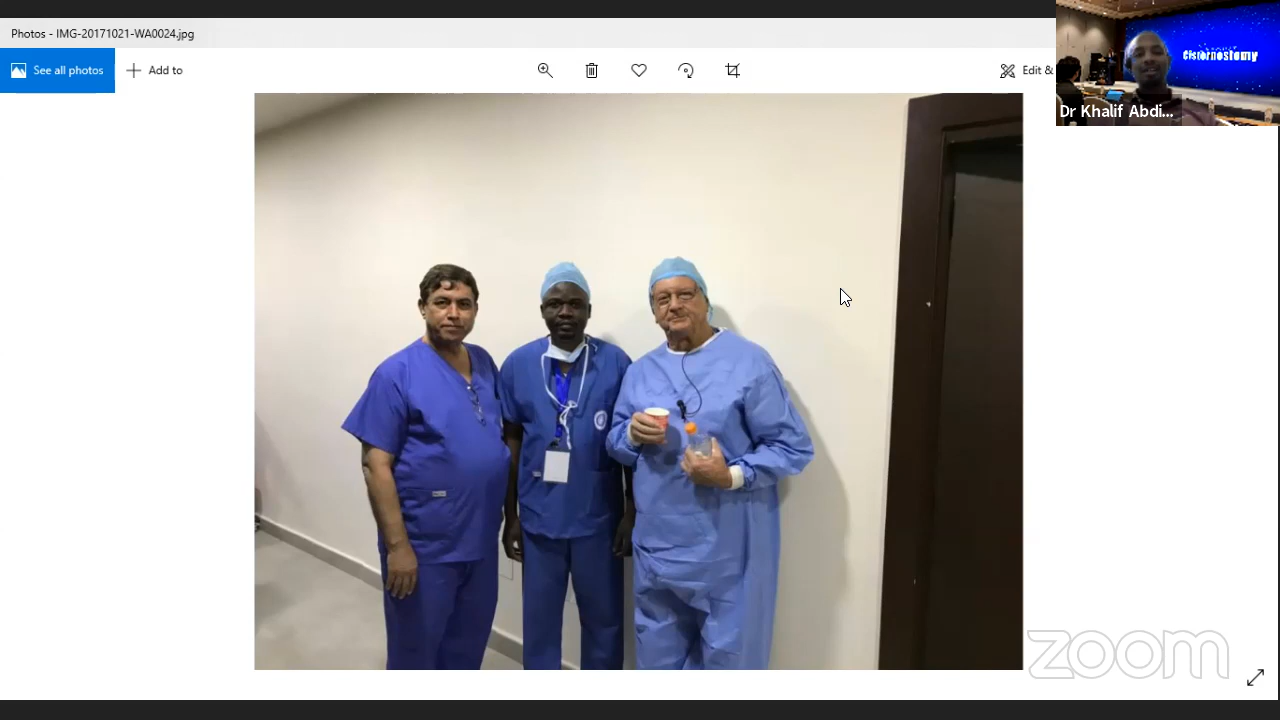 Photos - IMG-20171021-WA0024.jpg
See all photos
Add to
Edit &
Cisternostomy
Dr Khalif Abdi...
zoom